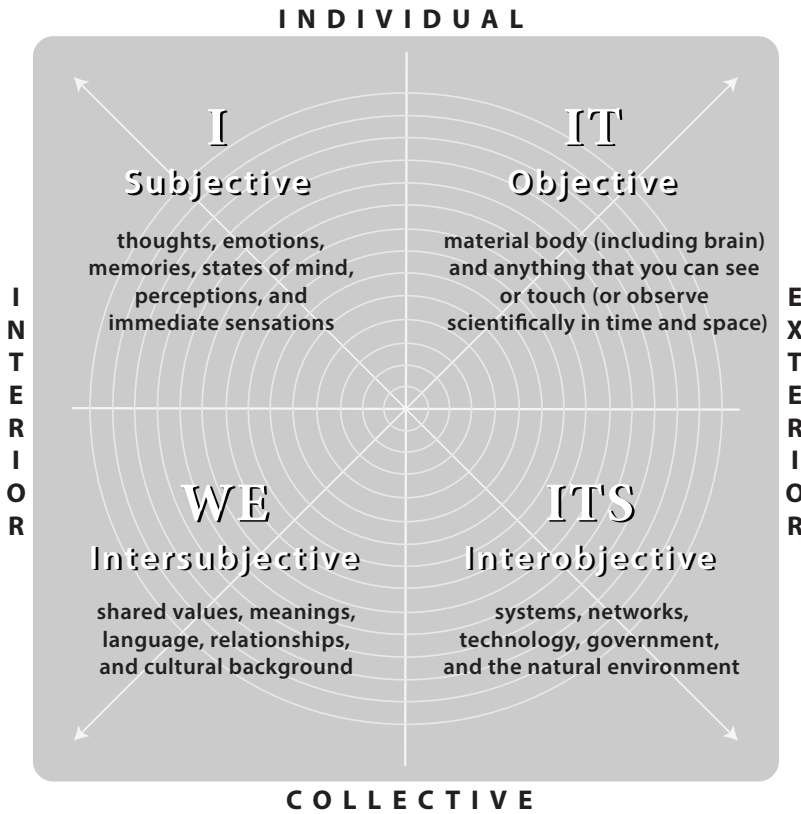 INDIVIDUAL
I
Subjective
thoughts, emotions,
memories, states of mind,
perceptions, and
immediate sensations
IT
Objective
material body (including brain)
and anything that you can see
or touch (or observe
scientifically in time and space)
INTERIOR
EXTERIOR
WE
Intersubjective
shared values, meanings,
language, relationships,
and cultural background
ITS
Interobjective
systems, networks,
technology, government,
and the natural environment
COLLECTIVE